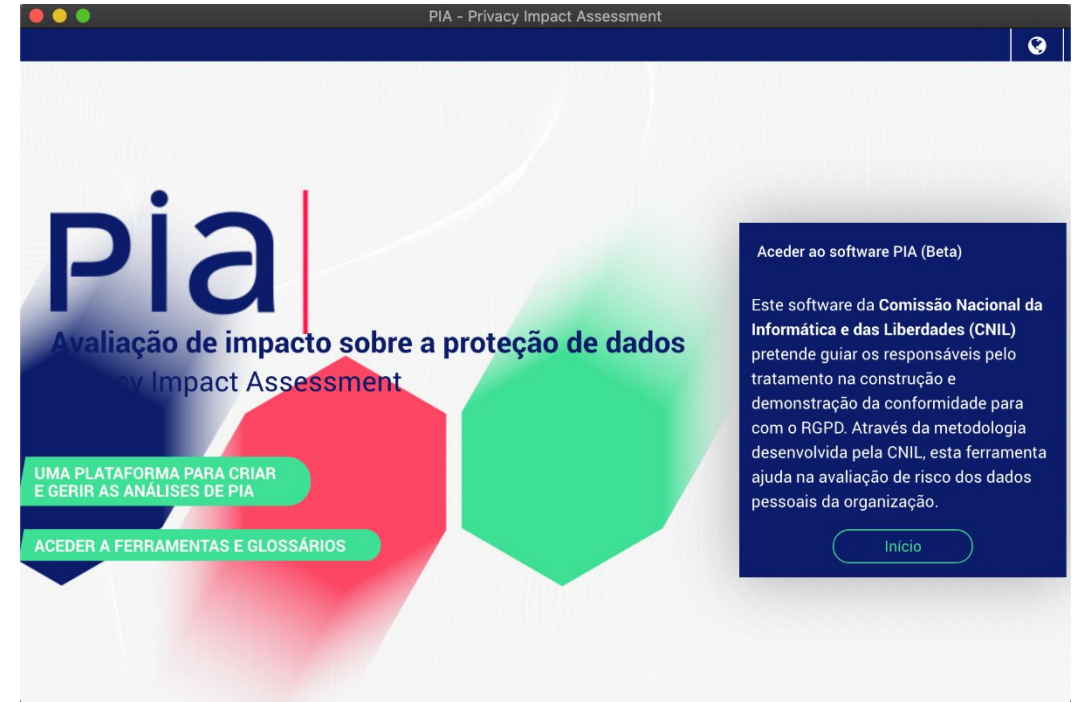 PIA - Privacy Impact Assessment
pia
Avaliação de impacto sobre a proteção de dados
Privacy Impact Assessment
UMA PLATAFORMA PARA CRIAR
E GERIR AS ANÁLISES DE PIA
ACEDER A FERRAMENTAS E GLOSSÁRIOS
Aceder ao software PIA (Beta)
Este software da Comissão Nacional da
Informática e das Liberdades (CNIL)
pretende guiar os responsáveis pelo
tratamento na construção e
demonstração da conformidade para
com o RGPD. Através da metodologia
desenvolvida pela CNIL, esta ferramenta
ajuda na avaliação de risco dos dados
pessoais da organização.
Início